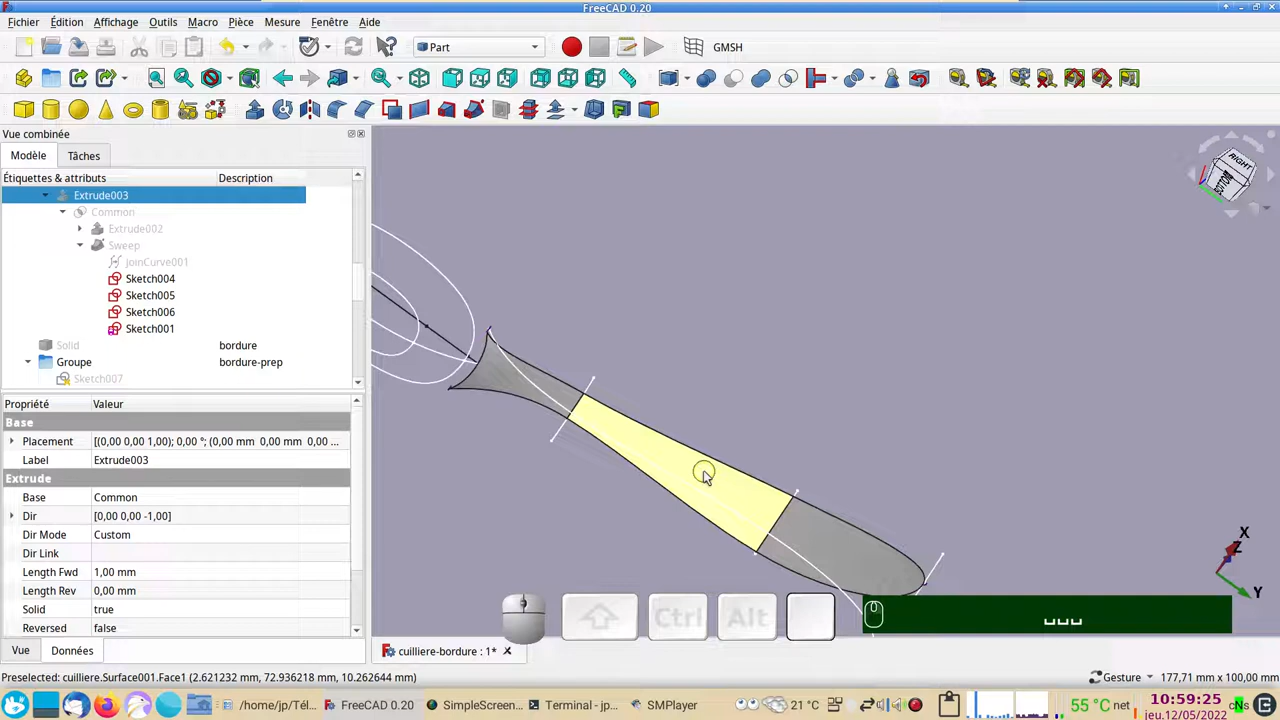 FreeCAD 0.20
Fichier Édition Affichage Outils Macro Pièce Mesure Fenêtre Aide
Part
GMSH
Vue combinée
Modèle Tâches
Étiquettes & attributs Description
Extrude003
Common
Extrude002
Sweep
JoinCurve001
Sketch004
Sketch005
Sketch006
Sketch001
Solid bordure
Groupe bordure-prep
Sketch007
Propriété Valeur
Base
Placement [(0,00 0,00 1,00); 0,00 °; (0,00 mm 0,00 mm 0,00 ...
Label Extrude003
Extrude
Base Common
Dir [0,00 0,00 -1,00]
Dir Mode Custom
Dir Link
Length Fwd 1,00 mm
Length Rev 0,00 mm
Solid true
Reversed false
Vue Données
RIGHT
BOTTOM
X
Z
Y
Ctrl Alt
cuilliere-bordure : 1*
Preselected: cuilliere.Surface001.Face1 (2.621232 mm, 72.936218 mm, 10.262644 mm)
Gesture 177,71 mm x 100,00 mm
/home/jp/Tél... FreeCAD 0.20 SimpleScreen... Terminal - jp... SMPlayer
21 °C
55 °C
10:59:25
jeu.12/05/2022